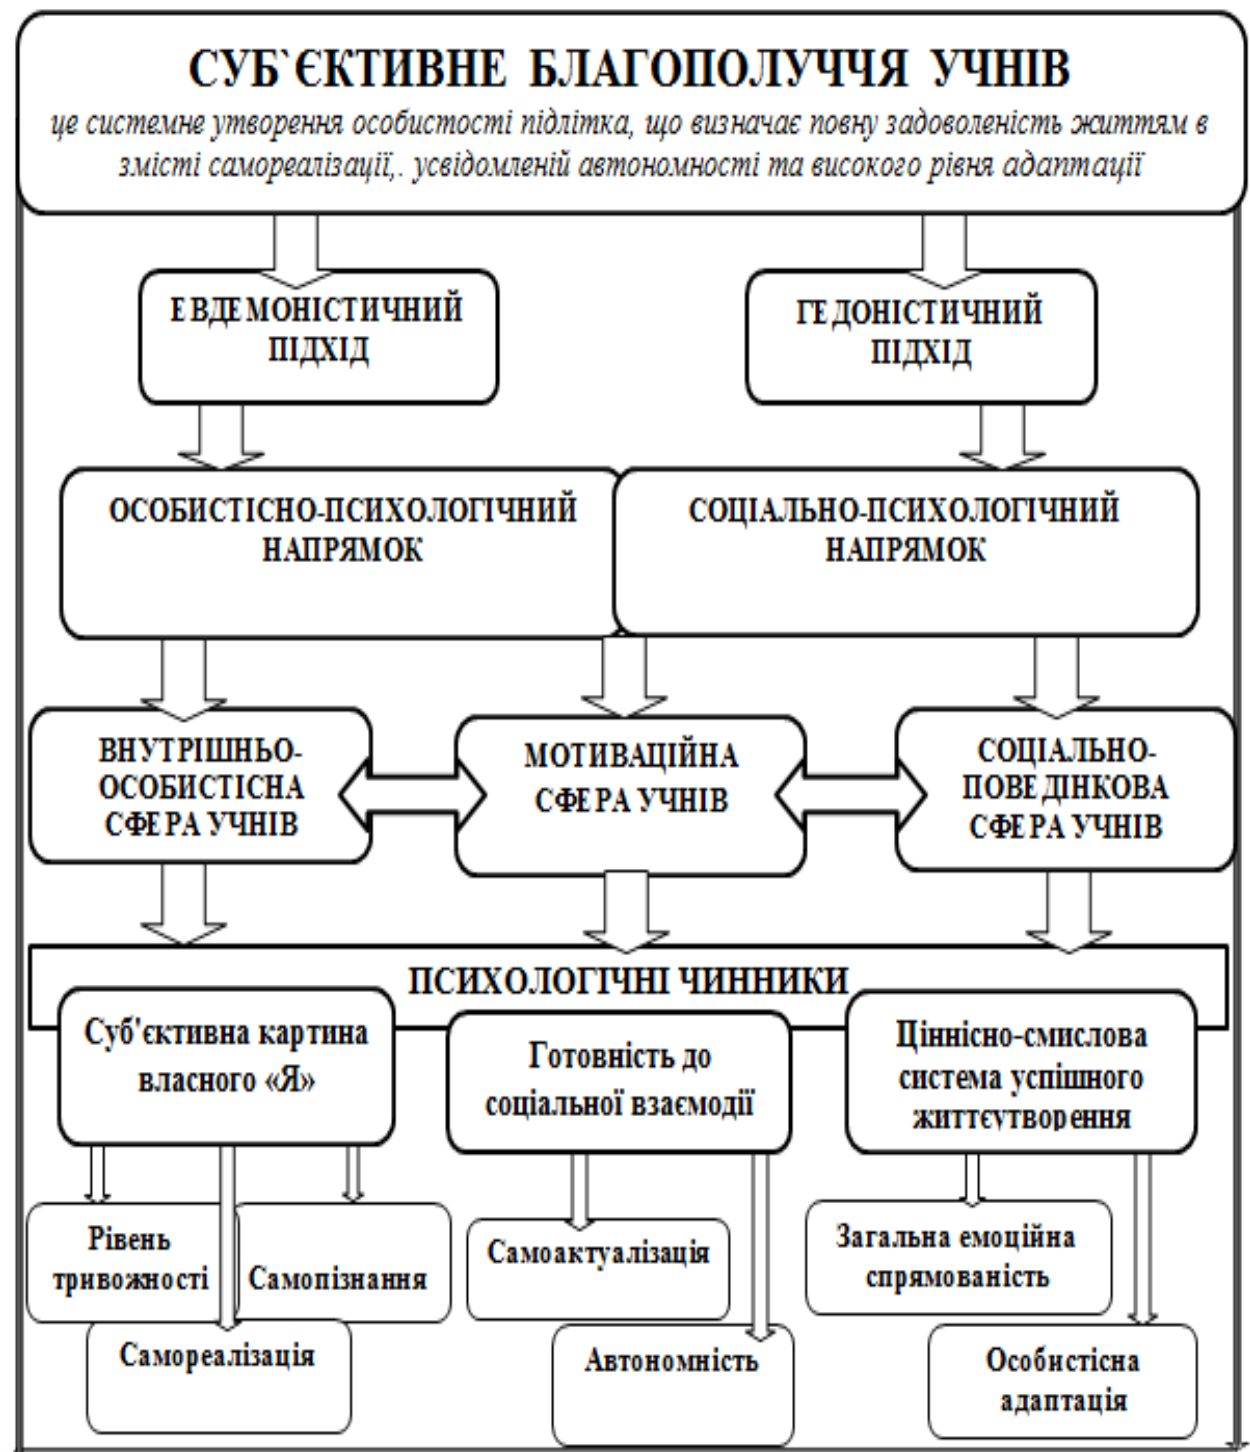 СУБ`ЄКТИВНЕ БЛАГОПОЛУЧЧЯ УЧНІВ
це системне утворення особистості підлітка, що визначає повну задоволеність життям в
змісті самореалізації,. усвідомленій автономності та високого рівня адаптації
ЕВДЕМОНІСТИЧНИЙ
ПІДХІД
ГЕДОНІСТИЧНИЙ
ПІДХІД
ОСОБИСТІСНО-ПСИХОЛОГІЧНИЙ
НАПРЯМОК
СОЦІАЛЬНО-ПСИХОЛОГІЧНИЙ
НАПРЯМОК
ВНУТРІШНЬО-
ОСОБИСТІСНА
СФЕРА УЧНІВ
МОТИВАЦІЙНА
СФЕРА УЧНІВ
СОЦІАЛЬНО-
ПОВЕДІНКОВА
СФЕРА УЧНІВ
ПСИХОЛОГІЧНІ ЧИННИКИ
Суб'єктивна картина
власного «Я»
Готовність до
соціальної взаємодії
Ціннісно-смислова
система успішного
життєутворення
Рівень
тривожності
Самопізнання
Самореалізація
Самоактуалізація
Автономність
Загальна емоційна
спрямованість
Особистісна
адаптація